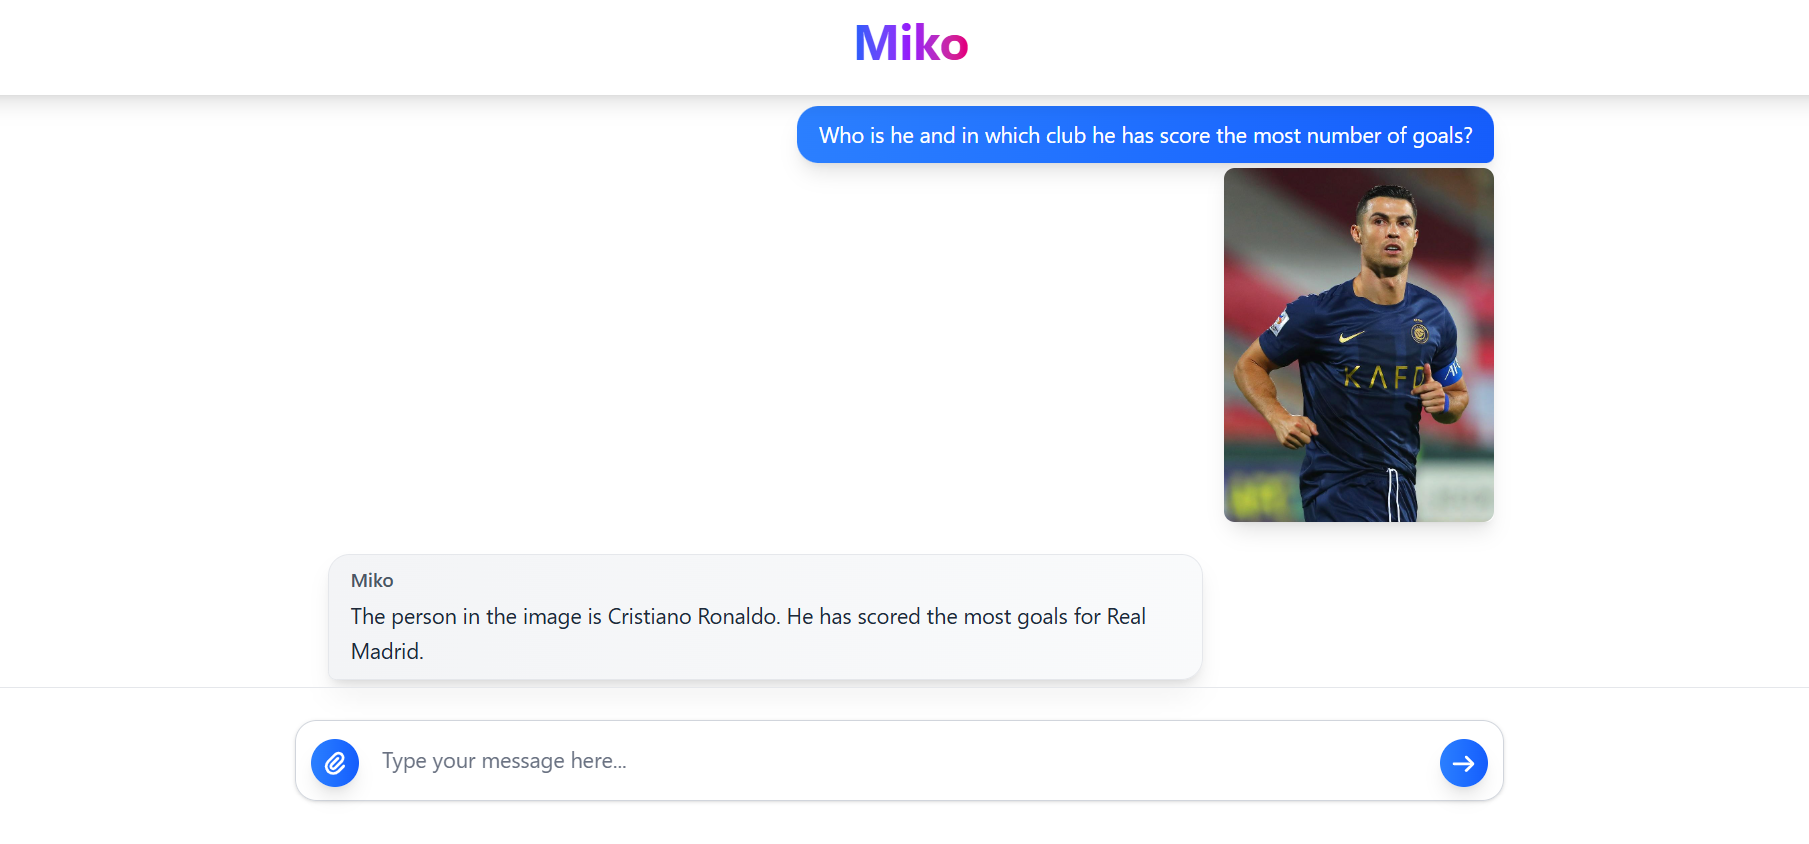 Miko
Who is he and in which club he has score the most number of goals?
KAFD
Miko
The person in the image is Cristiano Ronaldo. He has scored the most goals for Real
Madrid.
Type your message here...